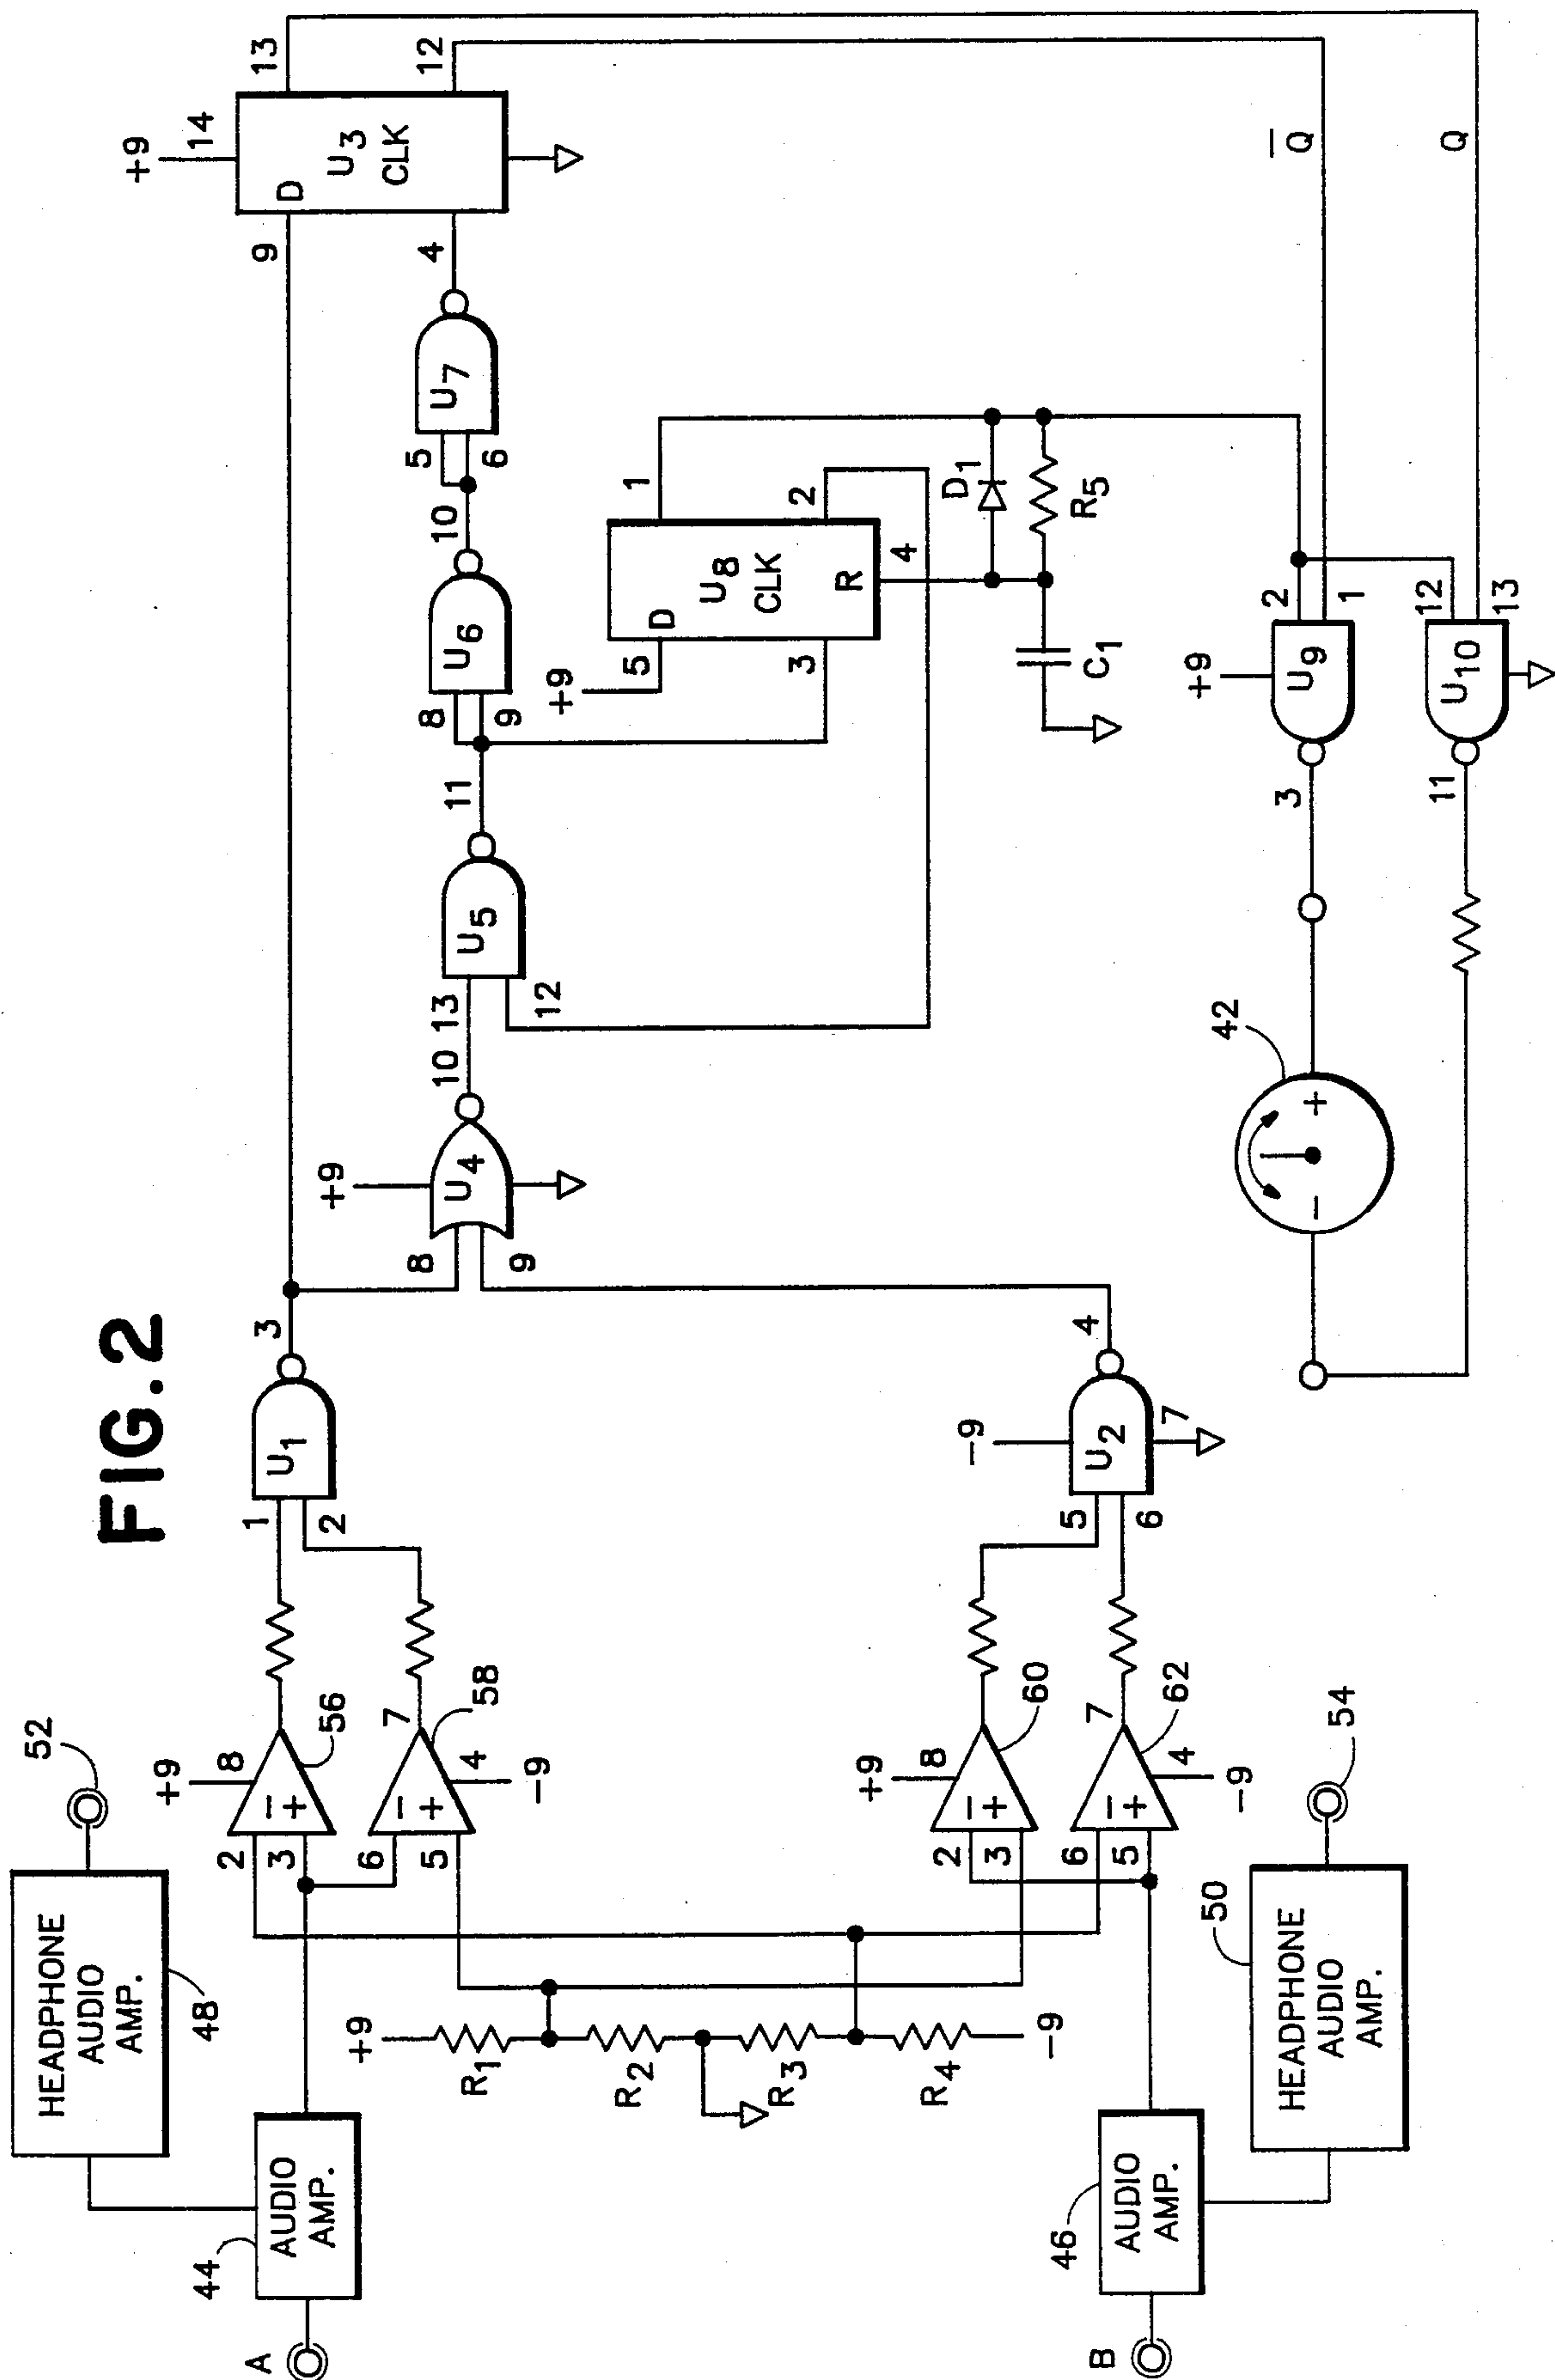 FIG.2
A
44
AUDIO
AMP.
HEADPHONE
AUDIO
AMP.
48
52
+9
8
2
3
−
+
56
6
5
−
+
7
58
4
−9
+9
R1
R2
R3
R4
−9
B
46
AUDIO
AMP.
50
HEADPHONE
AUDIO
AMP.
54
+9
8
2
3
−
+
60
6
5
−
+
7
62
4
−9
1
2
U1
3
5
6
−9
U2
7
4
+9
8
9
U4
10
13
12
U5
11
8
9
U6
10
5
6
U7
4
9
+9
14
D
U3
CLK
13
12
+9
5
D
U8
CLK
R
3
1
2
4
D1
R5
C1
Q
Q
+9
2
1
U9
3
12
13
U10
11
42
−
+